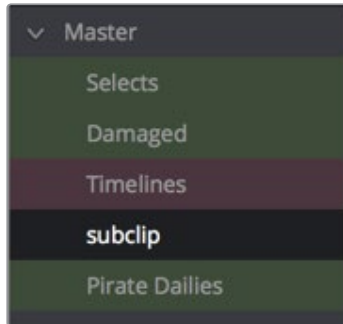 Master
Selects
Damaged
Timelines
subclip
Pirate Dailies